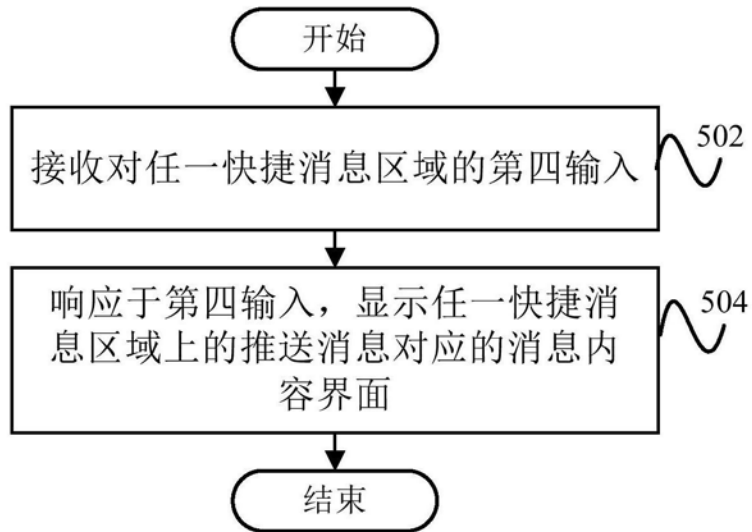 开始
接收对任一快捷消息区域的第四输入
502
响应于第四输入，显示任一快捷消
息区域上的推送消息对应的消息内
容界面
504
结束